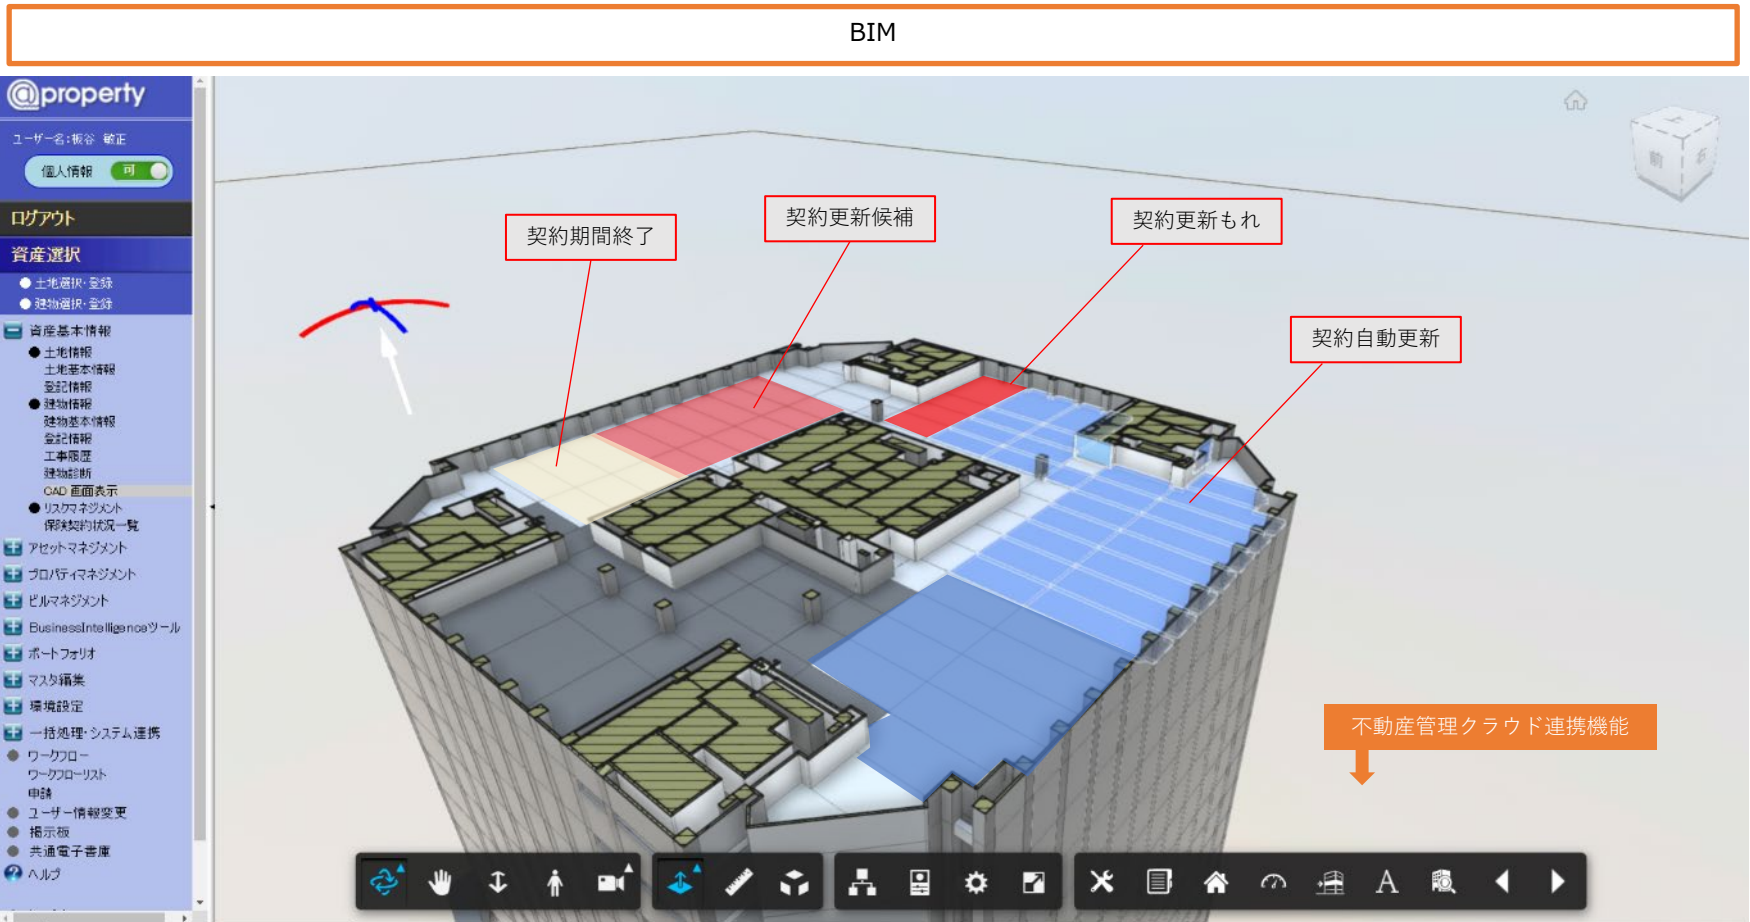 BIM
@property
ユーザー名:板谷 敏正
個人情報 可
ログアウト
資産選択
土地選択・登録
建物選択・登録
資産基本情報
土地情報
土地基本情報
登記情報
建物情報
建物基本情報
登記情報
工事履歴
建物診断
CAD 画面表示
リスクマネジメント
保険契約状況一覧
アセットマネジメント
プロパティマネジメント
ビルマネジメント
BusinessIntelligenceツール
ポートフォリオ
マスタ編集
環境設定
一括処理・システム連携
ワークフロー
ワークフローリスト
申請
ユーザー情報変更
掲示板
共通電子書庫
ヘルプ
契約期間終了
契約更新候補
契約更新もれ
契約自動更新
前
右
不動産管理クラウド連携機能
A